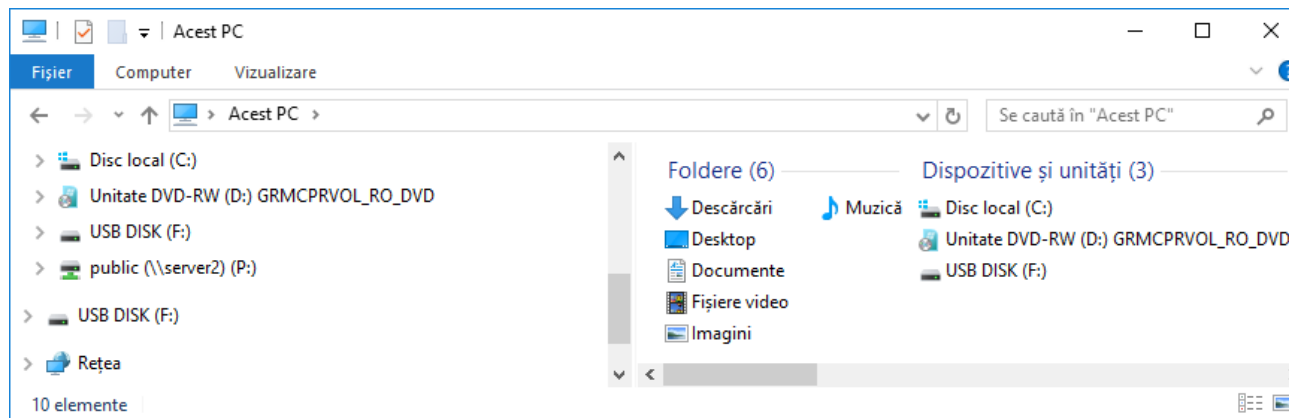 Acest PC
Fișier Computer Vizualizare
Acest PC Se caută în "Acest PC"
Disc local (C:)
Unitate DVD-RW (D:) GRMCPRVOL_RO_DVD
USB DISK (F:)
public (\\server2) (P:)
USB DISK (F:)
Rețea
Foldere (6)
Descărcări Muzică
Desktop
Documente
Fișiere video
Imagini
Dispozitive și unități (3)
Disc local (C:)
Unitate DVD-RW (D:) GRMCPRVOL_RO_DVD
USB DISK (F:)
10 elemente